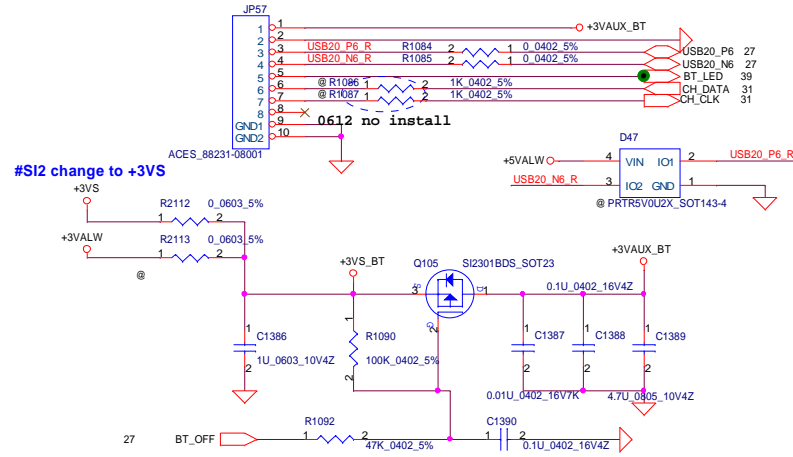 JP57
1
2
3
4
5
6
7
8
GND1
GND2
1
2
3
4
5
6
7
8
9
10
ACES_88231-08001
+3VAUX_BT
USB20_P6_R R1084 2 1 0_0402_5% USB20_P6 27
USB20_N6_R R1085 2 1 0_0402_5% USB20_N6 27
BT_LED 39
@ R1086 1 2 1K_0402_5% CH_DATA 31
@ R1087 1 2 1K_0402_5% CH_CLK 31
0612 no install
D47
+5VALW 4 VIN IO1 2 USB20_P6_R
USB20_N6_R 3 IO2 GND 1
@ PRTR5V0U2X_SOT143-4
#SI2 change to +3VS
+3VS
R2112 0_0603_5%
1 2
+3VALW
R2113 0_0603_5%
1 2
@
+3VS_BT
Q105 SI2301BDS_SOT23
+3VAUX_BT
3 S D 1
G
2
0.1U_0402_16V4Z
1
C1386
1U_0603_10V4Z
2
1
R1090
100K_0402_5%
2
1
C1387
2
0.01U_0402_16V7K
1
C1388
2
1
C1389
2
4.7U_0805_10V4Z
27 BT_OFF
R1092
1 2
47K_0402_5%
C1390
1 2
0.1U_0402_16V4Z